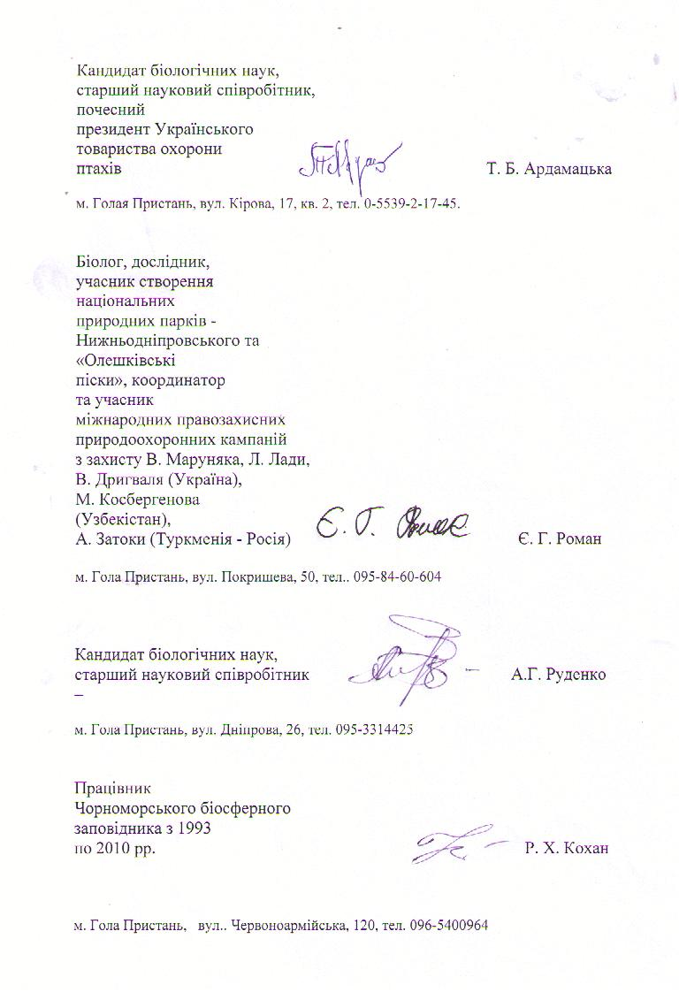 Кандидат біологічних наук,
старший науковий співробітник,
почесний
президент Українського
товариства охорони
птахів Т. Б. Ардамацька
м. Голая Пристань, вул. Кірова, 17, кв. 2, тел. 0-5539-2-17-45.
Біолог, дослідник,
учасник створення
національних
природних парків -
Нижньодніпровського та
«Олешківські
піски», координатор
та учасник
міжнародних правозахисних
природоохоронних кампаній
з захисту В. Маруняка, Л. Лади,
В. Дригваля (Україна),
М. Косбергенова
(Узбекістан),
А. Затоки (Туркменія - Росія) Є. Г. Роман
м. Гола Пристань, вул. Покришева, 50, тел.. 095-84-60-604
Кандидат біологічних наук,
старший науковий співробітник А.Г. Руденко
–
м. Гола Пристань, вул. Дніпрова, 26, тел. 095-3314425
Працівник
Чорноморського біосферного
заповідника з 1993
по 2010 рр. Р. Х. Кохан
м. Гола Пристань, вул.. Червоноармійська, 120, тел. 096-5400964